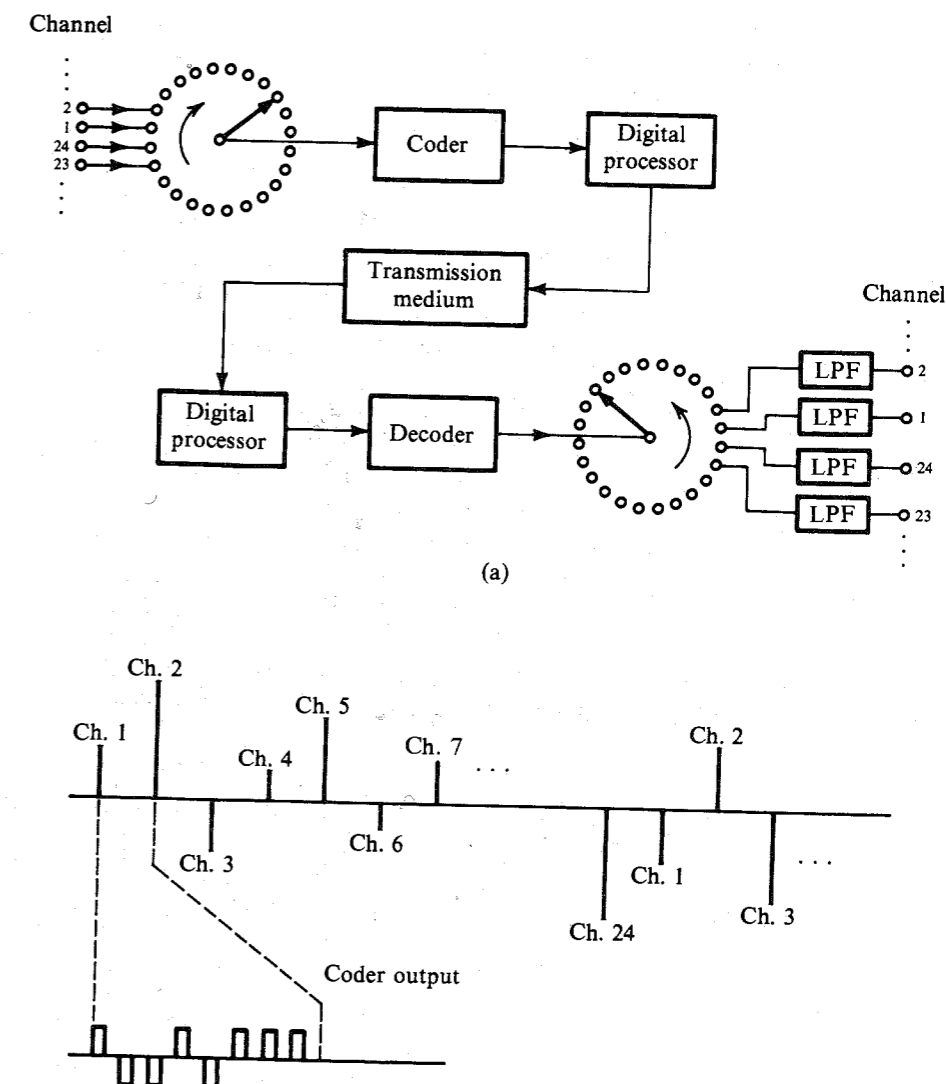 Channel
2
1
24
23
Coder
Digital
processor
Transmission
medium
Channel
Digital
processor
Decoder
LPF
2
LPF
1
LPF
24
LPF
23
(a)
Ch. 1
Ch. 2
Ch. 3
Ch. 4
Ch. 5
Ch. 6
Ch. 7
. . .
Ch. 24
Ch. 1
Ch. 2
Ch. 3
. . .
Coder output